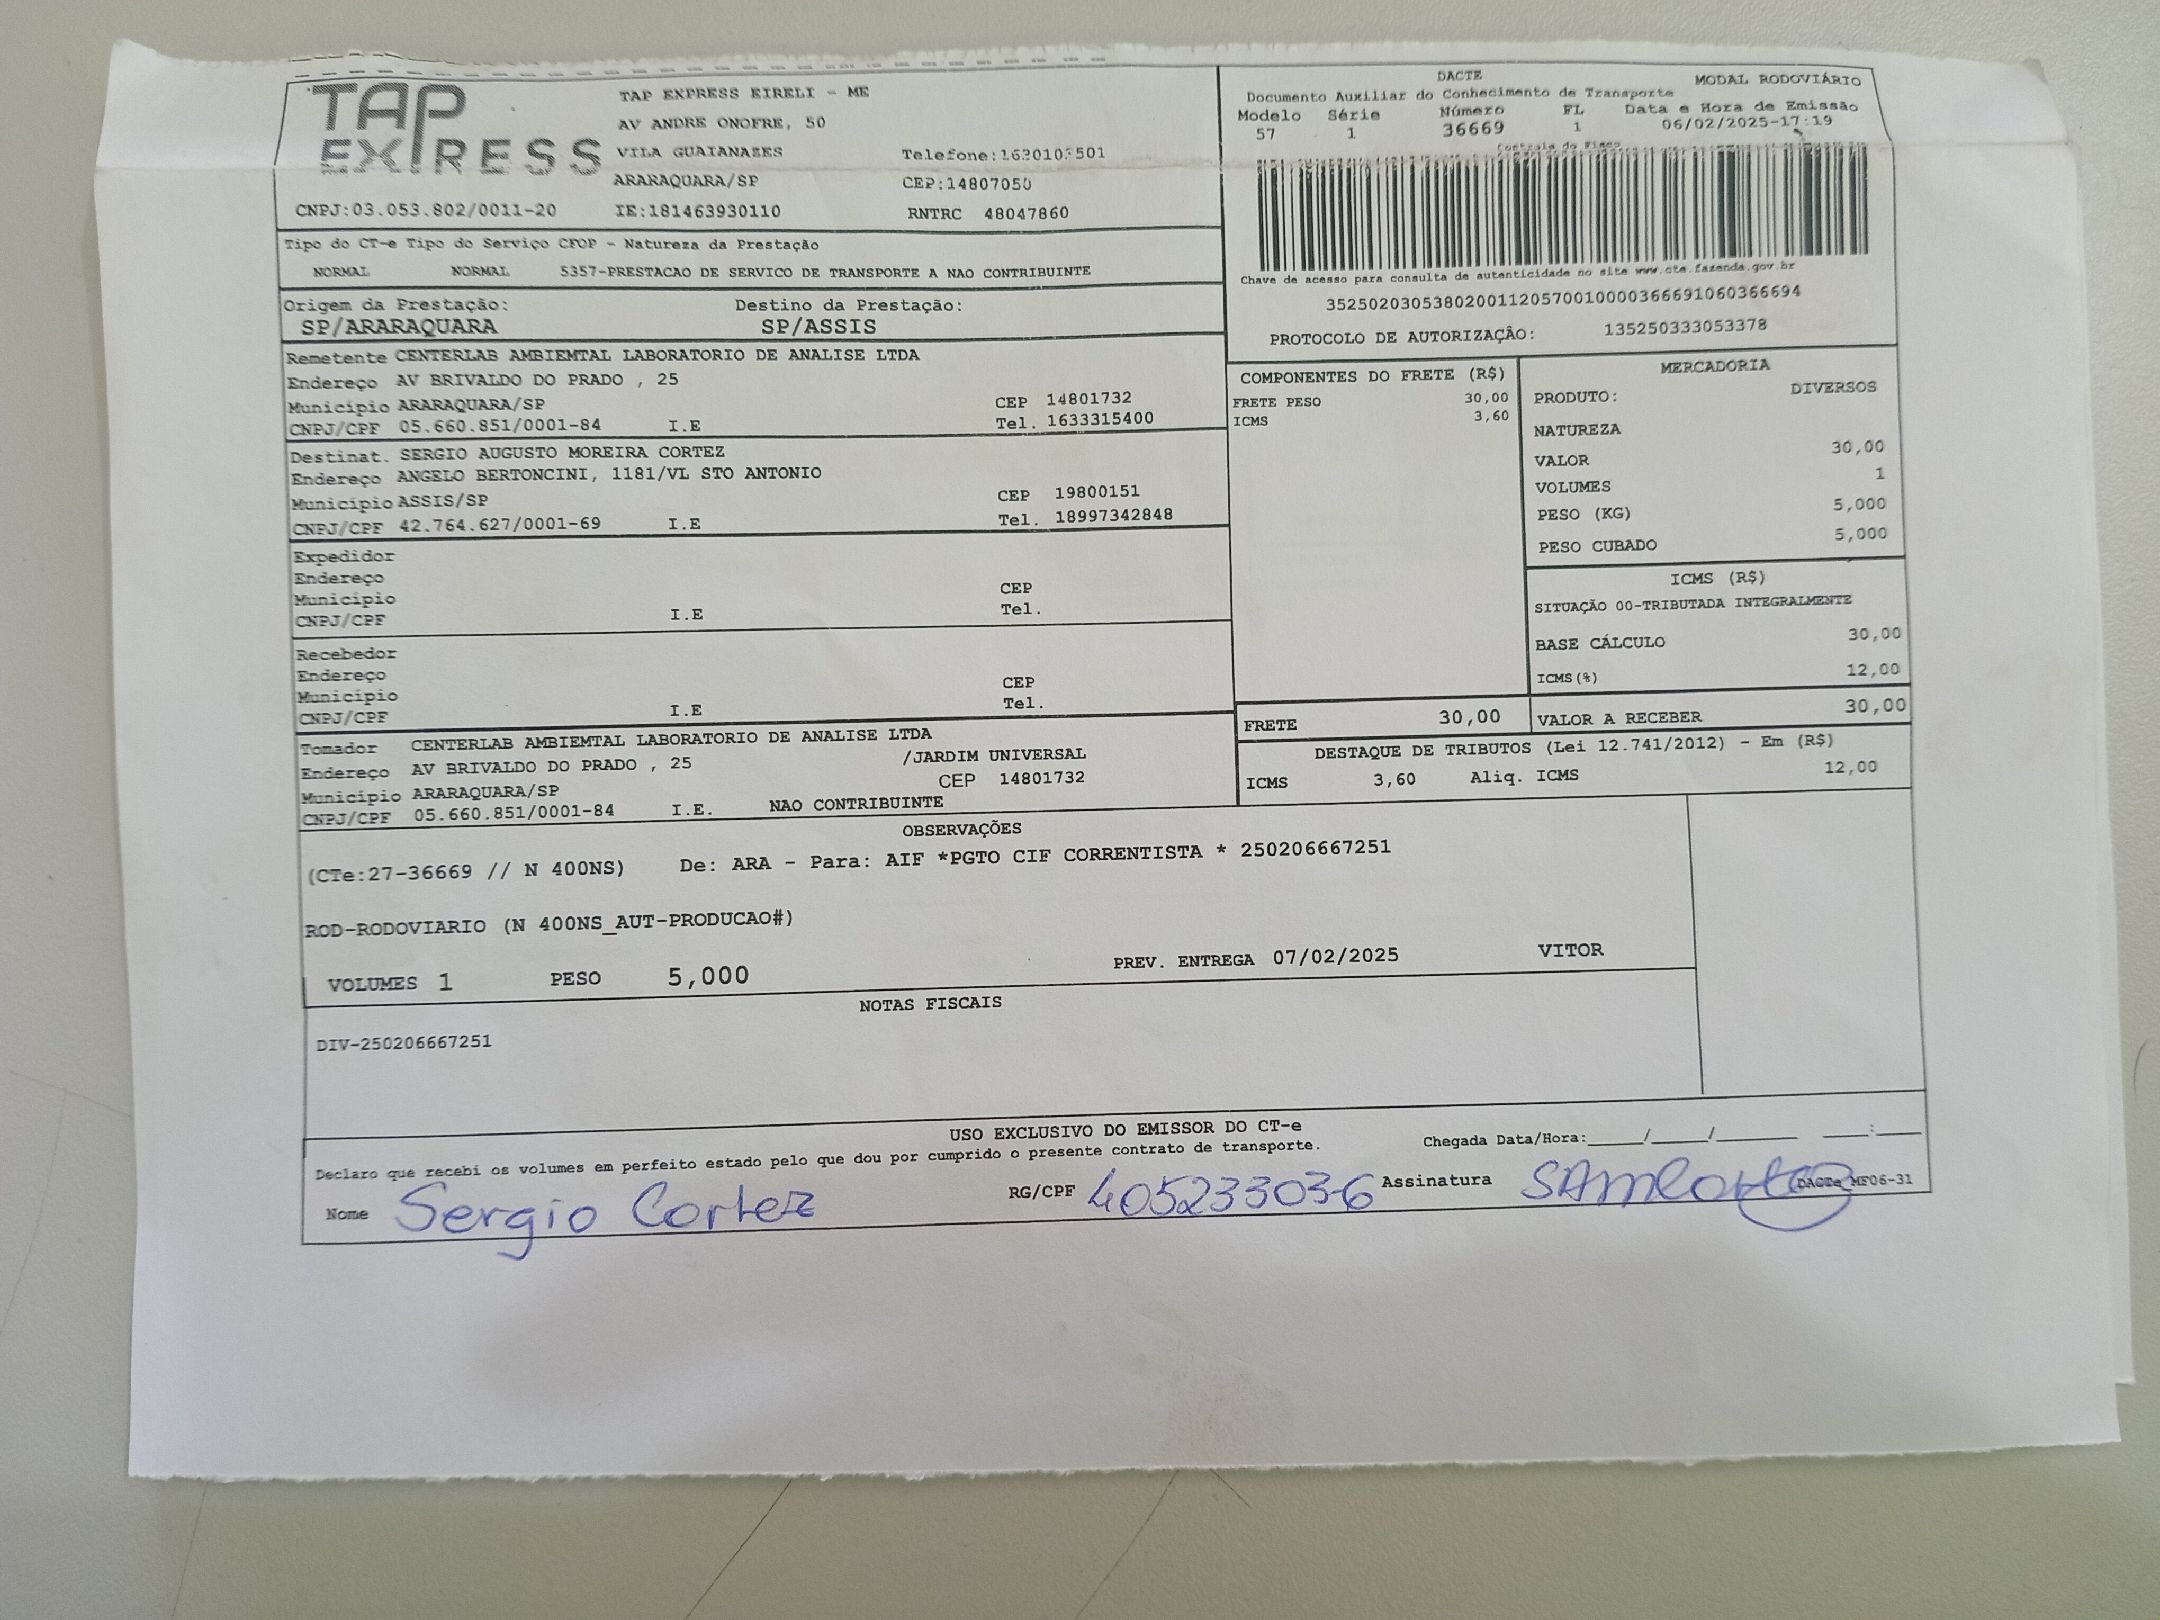 TAP
EXPRESS
TAP EXPRESS EIRELI - ME
AV ANDRE ONOFRE, 50
VILA GUAIANAZES
ARARAQUARA/SP
CNPJ:03.053.802/0011-20 IE:181463930110
CEP:14807050
RNTRC 48047860
DACTE MODAL RODOVIÁRIO
Documento Auxiliar do Conhecimento de Transporte
Modelo Série Número FL Data e Hora de Emissão
57 1 36669 1 06/02/2025-17:19
Controle do Fisco
Chave de acesso para consulta de autenticidade no site www.cte.fazenda.gov.br
35250203053802001120570010000366691060366694
PROTOCOLO DE AUTORIZAÇÃO: 135250333053378
Tipo do CT-e Tipo do Serviço CFOP - Natureza da Prestação
NORMAL NORMAL 5357-PRESTACAO DE SERVICO DE TRANSPORTE A NAO CONTRIBUINTE
Origem da Prestação: Destino da Prestação:
SP/ARARAQUARA SP/ASSIS
Remetente CENTERLAB AMBIEMTAL LABORATORIO DE ANALISE LTDA
Endereço AV BRIVALDO DO PRADO , 25
Município ARARAQUARA/SP CEP 14801732
CNPJ/CPF 05.660.851/0001-84 I.E Tel. 1633315400
Destinat. SERGIO AUGUSTO MOREIRA CORTEZ
Endereço ANGELO BERTONCINI, 1181/VL STO ANTONIO
Município ASSIS/SP CEP 19800151
CNPJ/CPF 42.764.627/0001-69 I.E Tel. 18997342848
Expedidor
Endereço
Município CEP
CNPJ/CPF I.E Tel.
Recebedor
Endereço
Município CEP
CNPJ/CPF I.E Tel.
Tomador CENTERLAB AMBIEMTAL LABORATORIO DE ANALISE LTDA
Endereço AV BRIVALDO DO PRADO , 25 /JARDIM UNIVERSAL
Município ARARAQUARA/SP CEP 14801732
CNPJ/CPF 05.660.851/0001-84 I.E. NAO CONTRIBUINTE
COMPONENTES DO FRETE (R$)
FRETE PESO 30,00
ICMS 3,60
FRETE 30,00
MERCADORIA
PRODUTO: DIVERSOS
NATUREZA
VALOR 30,00
VOLUMES 1
PESO (KG) 5,000
PESO CUBADO 5,000
ICMS (R$)
SITUAÇÃO 00-TRIBUTADA INTEGRALMENTE
BASE CÁLCULO 30,00
ICMS(%) 12,00
VALOR A RECEBER 30,00
DESTAQUE DE TRIBUTOS (Lei 12.741/2012) - Em (R$)
ICMS 3,60 Aliq. ICMS 12,00
OBSERVAÇÕES
(CTe:27-36669 // N 400NS) De: ARA - Para: AIF *PGTO CIF CORRENTISTA * 250206667251
ROD-RODOVIARIO (N 400NS_AUT-PRODUCAO#)
VOLUMES 1 PESO 5,000 PREV. ENTREGA 07/02/2025 VITOR
NOTAS FISCAIS
DIV-250206667251
USO EXCLUSIVO DO EMISSOR DO CT-e
Declaro que recebi os volumes em perfeito estado pelo que dou por cumprido o presente contrato de transporte. Chegada Data/Hora:_____/_____/_______ ____:____
Nome Sergio Cortez RG/CPF 405233036 Assinatura SAMCortez MF06-31